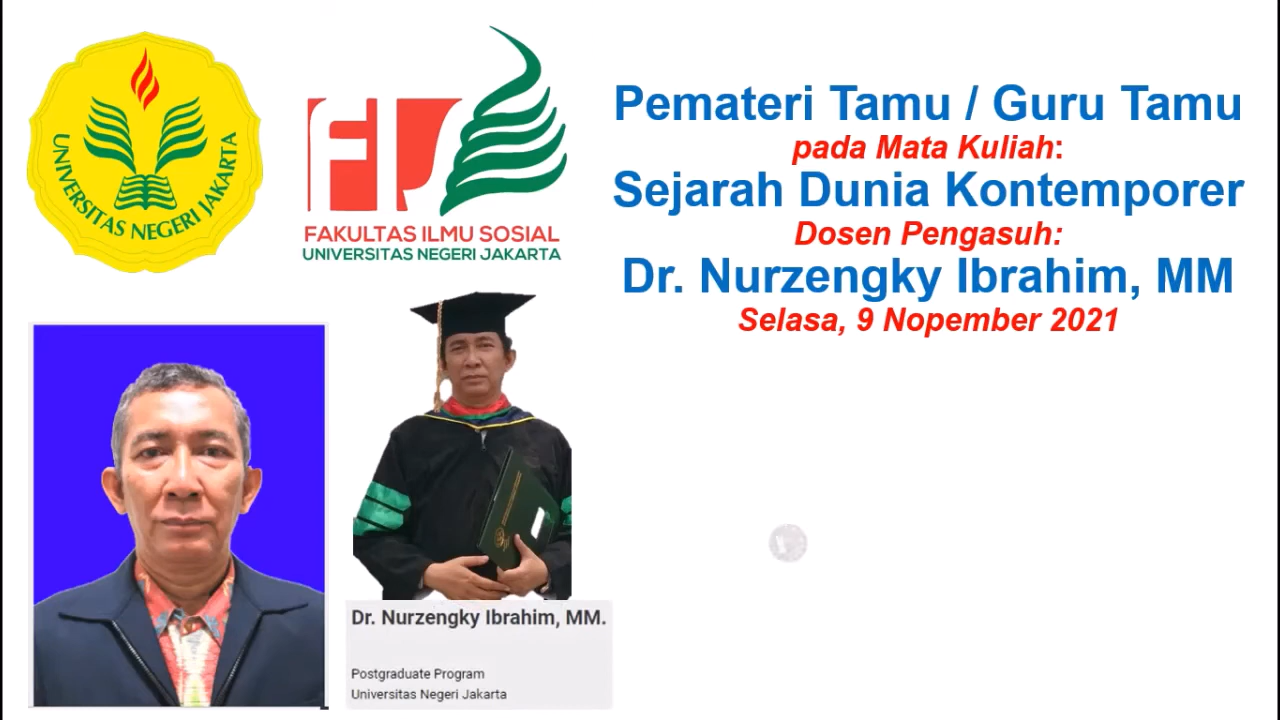 UNIVERSITAS NEGERI JAKARTA
FIS
FAKULTAS ILMU SOSIAL
UNIVERSITAS NEGERI JAKARTA
Pemateri Tamu / Guru Tamu
pada Mata Kuliah:
Sejarah Dunia Kontemporer
Dosen Pengasuh:
Dr. Nurzengky Ibrahim, MM
Selasa, 9 Nopember 2021
Dr. Nurzengky Ibrahim, MM.
Postgraduate Program
Universitas Negeri Jakarta